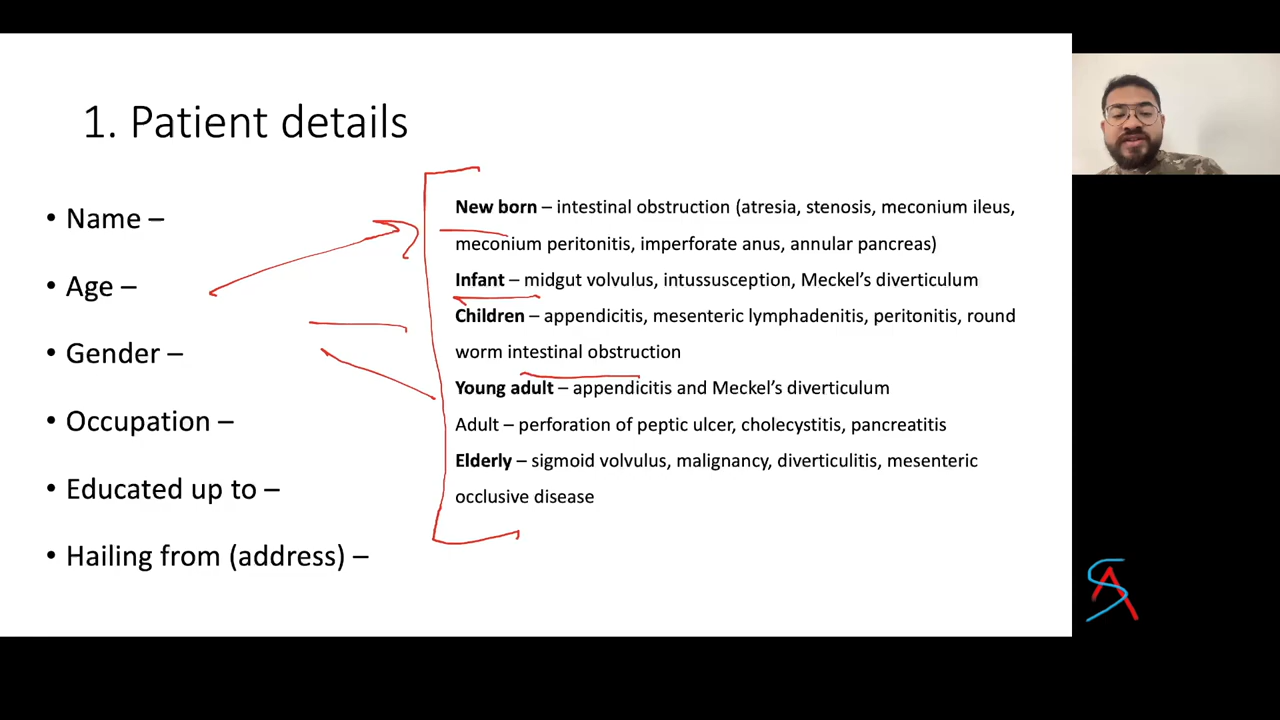 1. Patient details
• Name –
• Age –
• Gender –
• Occupation –
• Educated up to –
• Hailing from (address) –
New born – intestinal obstruction (atresia, stenosis, meconium ileus,
meconium peritonitis, imperforate anus, annular pancreas)
Infant – midgut volvulus, intussusception, Meckel’s diverticulum
Children – appendicitis, mesenteric lymphadenitis, peritonitis, round
worm intestinal obstruction
Young adult – appendicitis and Meckel’s diverticulum
Adult – perforation of peptic ulcer, cholecystitis, pancreatitis
Elderly – sigmoid volvulus, malignancy, diverticulitis, mesenteric
occlusive disease
SA